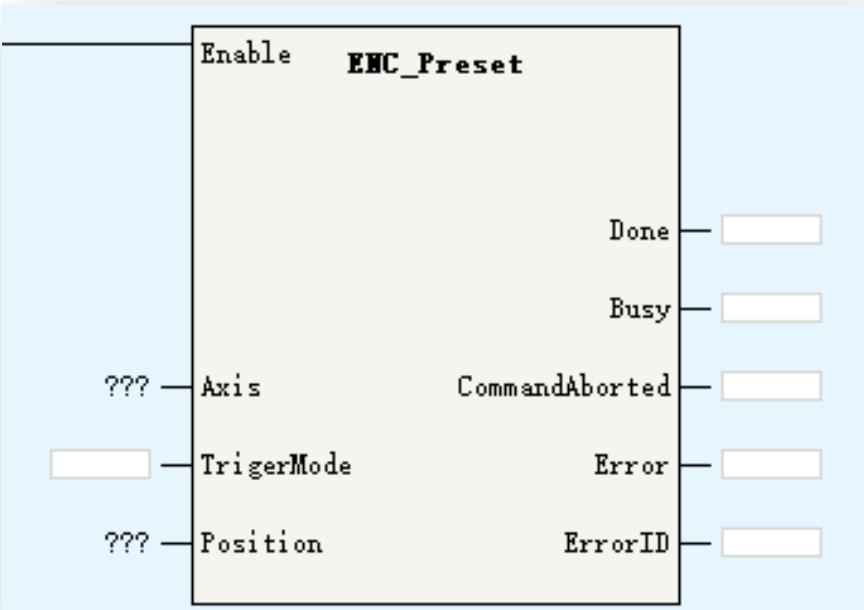 Enable ENC_Preset
Done
Busy
??? Axis CommandAborted
TrigerMode Error
??? Position ErrorID